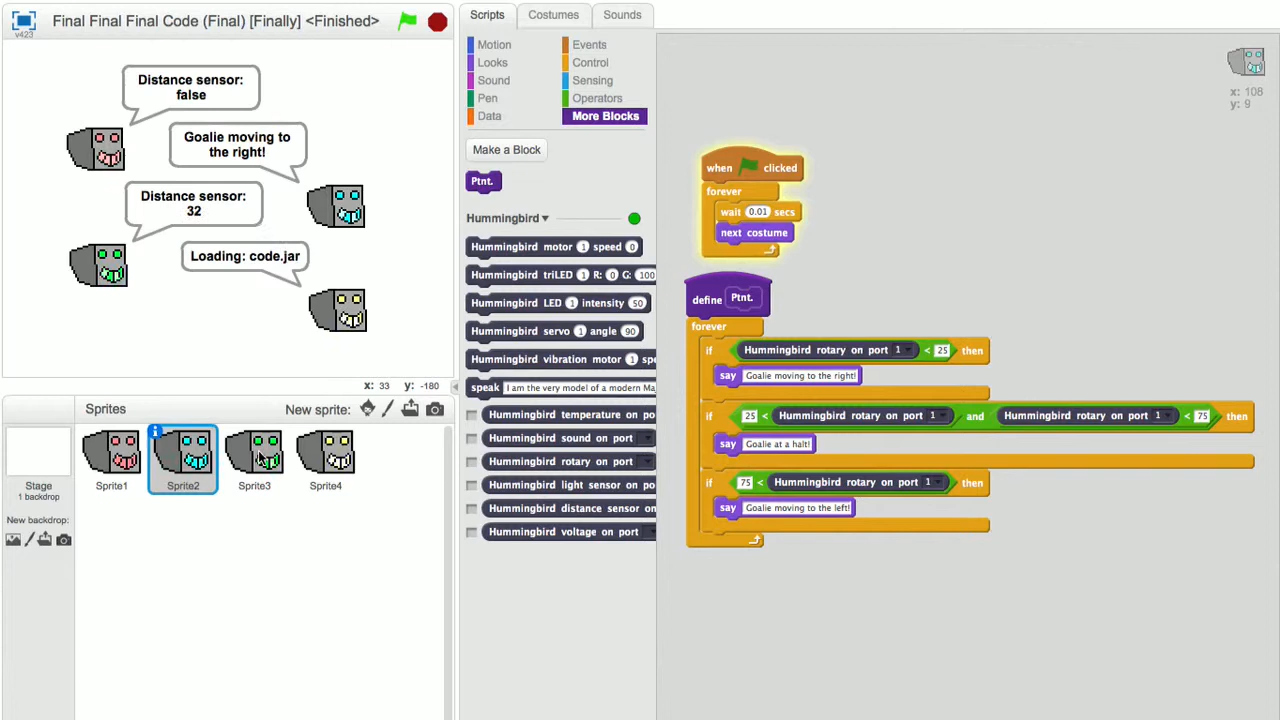 Final Final Final Code (Final) [Finally] <Finished>
v423
Distance sensor:
false
Goalie moving to
the right!
Distance sensor:
32
Loading: code.jar
x: 33 y: -180
Sprites
New sprite:
Stage
1 backdrop
New backdrop:
Sprite1
Sprite2
Sprite3
Sprite4
Scripts
Costumes
Sounds
Motion
Looks
Sound
Pen
Data
Events
Control
Sensing
Operators
More Blocks
Make a Block
Ptnt.
Hummingbird
Hummingbird motor 1 speed 0
Hummingbird triLED 1 R: 0 G: 100
Hummingbird LED 1 intensity 50
Hummingbird servo 1 angle 90
Hummingbird vibration motor 1 spe
speak I am the very model of a modern Ma
Hummingbird temperature on po
Hummingbird sound on port
Hummingbird rotary on port
Hummingbird light sensor on po
Hummingbird distance sensor on
Hummingbird voltage on port
x: 108
y: 9
when clicked
forever
wait 0.01 secs
next costume
define Ptnt.
forever
if Hummingbird rotary on port 1 < 25 then
say Goalie moving to the right!
if 25 < Hummingbird rotary on port 1 and Hummingbird rotary on port 1 < 75 then
say Goalie at a halt!
if 75 < Hummingbird rotary on port 1 then
say Goalie moving to the left!